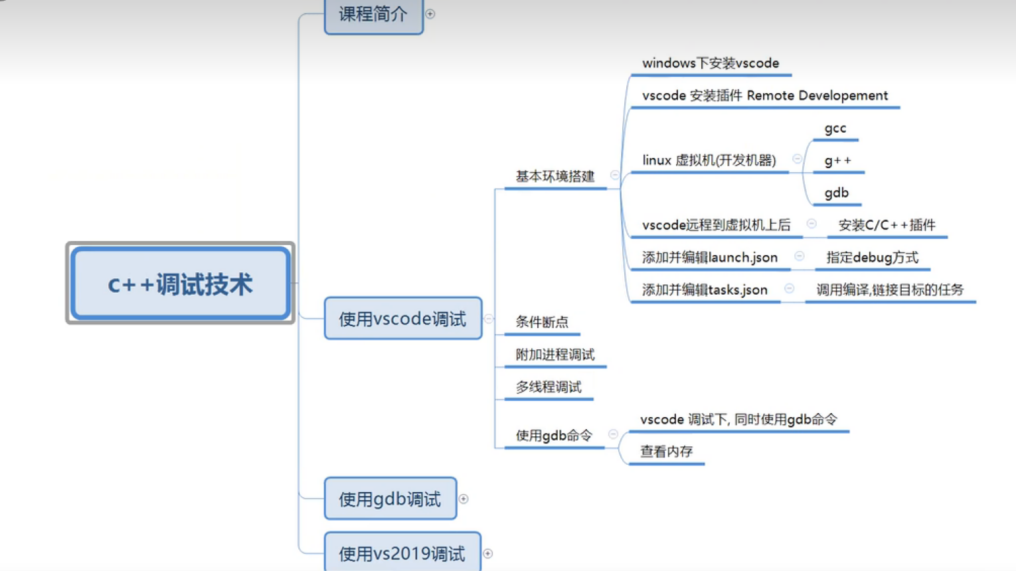 课程简介
windows下安装vscode
vscode 安装插件 Remote Developement
gcc
linux 虚拟机(开发机器)
g++
基本环境搭建
gdb
vscode远程到虚拟机上后
安装C/C++插件
添加并编辑launch.json
指定debug方式
c++调试技术
添加并编辑tasks.json
调用编译,链接目标的任务
使用vscode调试
条件断点
附加进程调试
多线程调试
vscode 调试下, 同时使用gdb命令
使用gdb命令
查看内存
使用gdb调试
使用vs2019调试